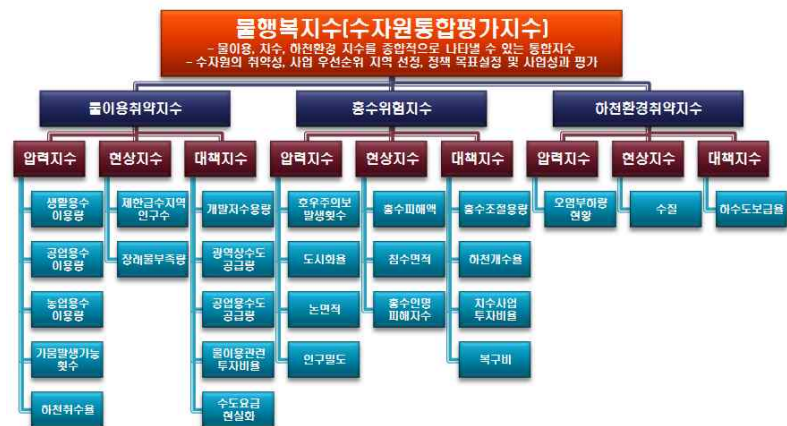 물행복지수(수자원통합평가지수)
- 물이용, 치수, 하천환경 지수를 종합적으로 나타낼 수 있는 통합지수
- 수자원의 취약성, 사업 우선순위 지역 선정, 정책 목표설정 및 사업성과 평가
물이용취약지수
홍수위험지수
하천환경취약지수
압력지수
현상지수
대책지수
압력지수
현상지수
대책지수
압력지수
현상지수
대책지수
생활용수
이용량
공업용수
이용량
농업용수
이용량
가뭄발생가능
횟수
하천취수율
제한급수지역
인구수
장래물부족량
개발저수용량
광역상수도
공급량
공업용수도
공급량
물이용관련
투자비율
수도요금
현실화
호우주의보
발생횟수
도시화율
논면적
인구밀도
홍수피해액
침수면적
홍수인명
피해지수
홍수조절용량
하천개수율
치수사업
투자비율
복구비
오염부하량
현황
수질
하수도보급율